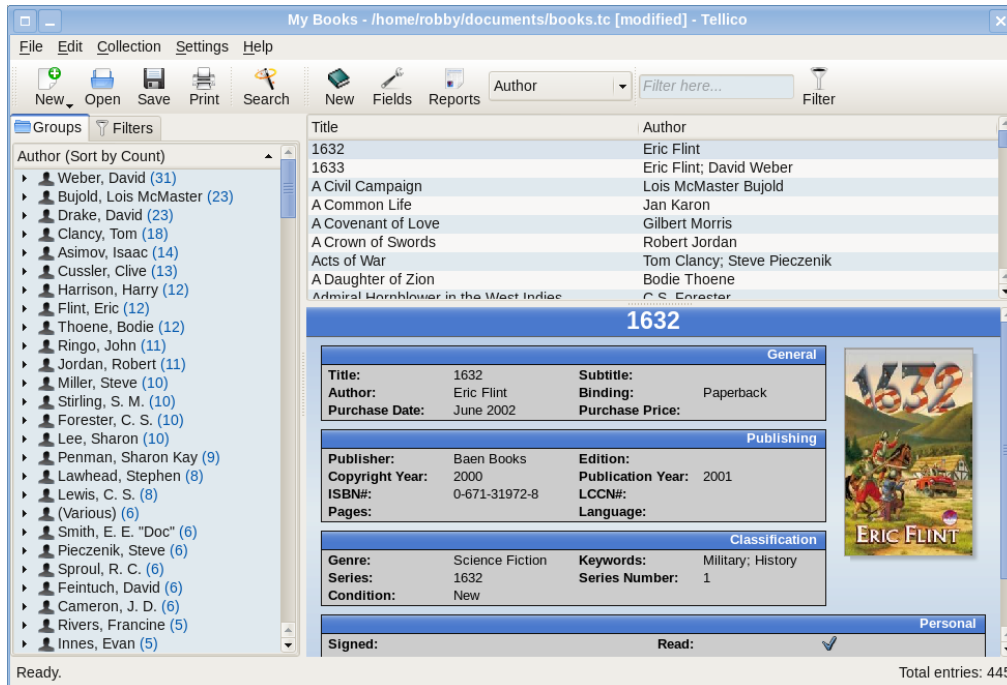 My Books - /home/robby/documents/books.tc [modified] - Tellico
File Edit Collection Settings Help
New Open Save Print Search New Fields Reports Author Filter here... Filter
Groups Filters
Author (Sort by Count)
Weber, David (31)
Bujold, Lois McMaster (23)
Drake, David (23)
Clancy, Tom (18)
Asimov, Isaac (14)
Cussler, Clive (13)
Harrison, Harry (12)
Flint, Eric (12)
Thoene, Bodie (12)
Ringo, John (11)
Jordan, Robert (11)
Miller, Steve (10)
Stirling, S. M. (10)
Forester, C. S. (10)
Lee, Sharon (10)
Penman, Sharon Kay (9)
Lawhead, Stephen (8)
Lewis, C. S. (8)
(Various) (6)
Smith, E. E. "Doc" (6)
Pieczenik, Steve (6)
Sproul, R. C. (6)
Feintuch, David (6)
Cameron, J. D. (6)
Rivers, Francine (5)
Innes, Evan (5)
Title Author
1632 Eric Flint
1633 Eric Flint; David Weber
A Civil Campaign Lois McMaster Bujold
A Common Life Jan Karon
A Covenant of Love Gilbert Morris
A Crown of Swords Robert Jordan
Acts of War Tom Clancy; Steve Pieczenik
A Daughter of Zion Bodie Thoene
Admiral Hornblower in the West Indies C.S. Forester
1632
General
Title: 1632 Subtitle:
Author: Eric Flint Binding: Paperback
Purchase Date: June 2002 Purchase Price:
Publishing
Publisher: Baen Books Edition:
Copyright Year: 2000 Publication Year: 2001
ISBN#: 0-671-31972-8 LCCN#:
Pages: Language:
Classification
Genre: Science Fiction Keywords: Military; History
Series: 1632 Series Number: 1
Condition: New
Personal
Signed: Read:
1632
ERIC FLINT
Ready. Total entries: 445